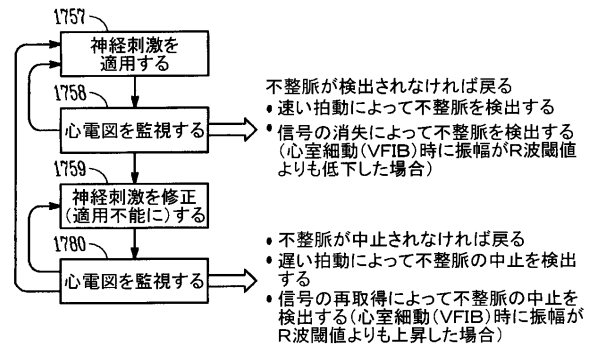 1757
神経刺激を
適用する
1758
心電図を監視する
不整脈が検出されなければ戻る
• 速い拍動によって不整脈を検出する
• 信号の消失によって不整脈を検出する
(心室細動(VFIB)時に振幅がR波閾値
よりも低下した場合)
1759
神経刺激を修正
(適用不能に)する
1780
心電図を監視する
• 不整脈が中止されなければ戻る
• 遅い拍動によって不整脈の中止を検出
する
• 信号の再取得によって不整脈の中止を
検出する(心室細動(VFIB)時に振幅が
R波閾値よりも上昇した場合)